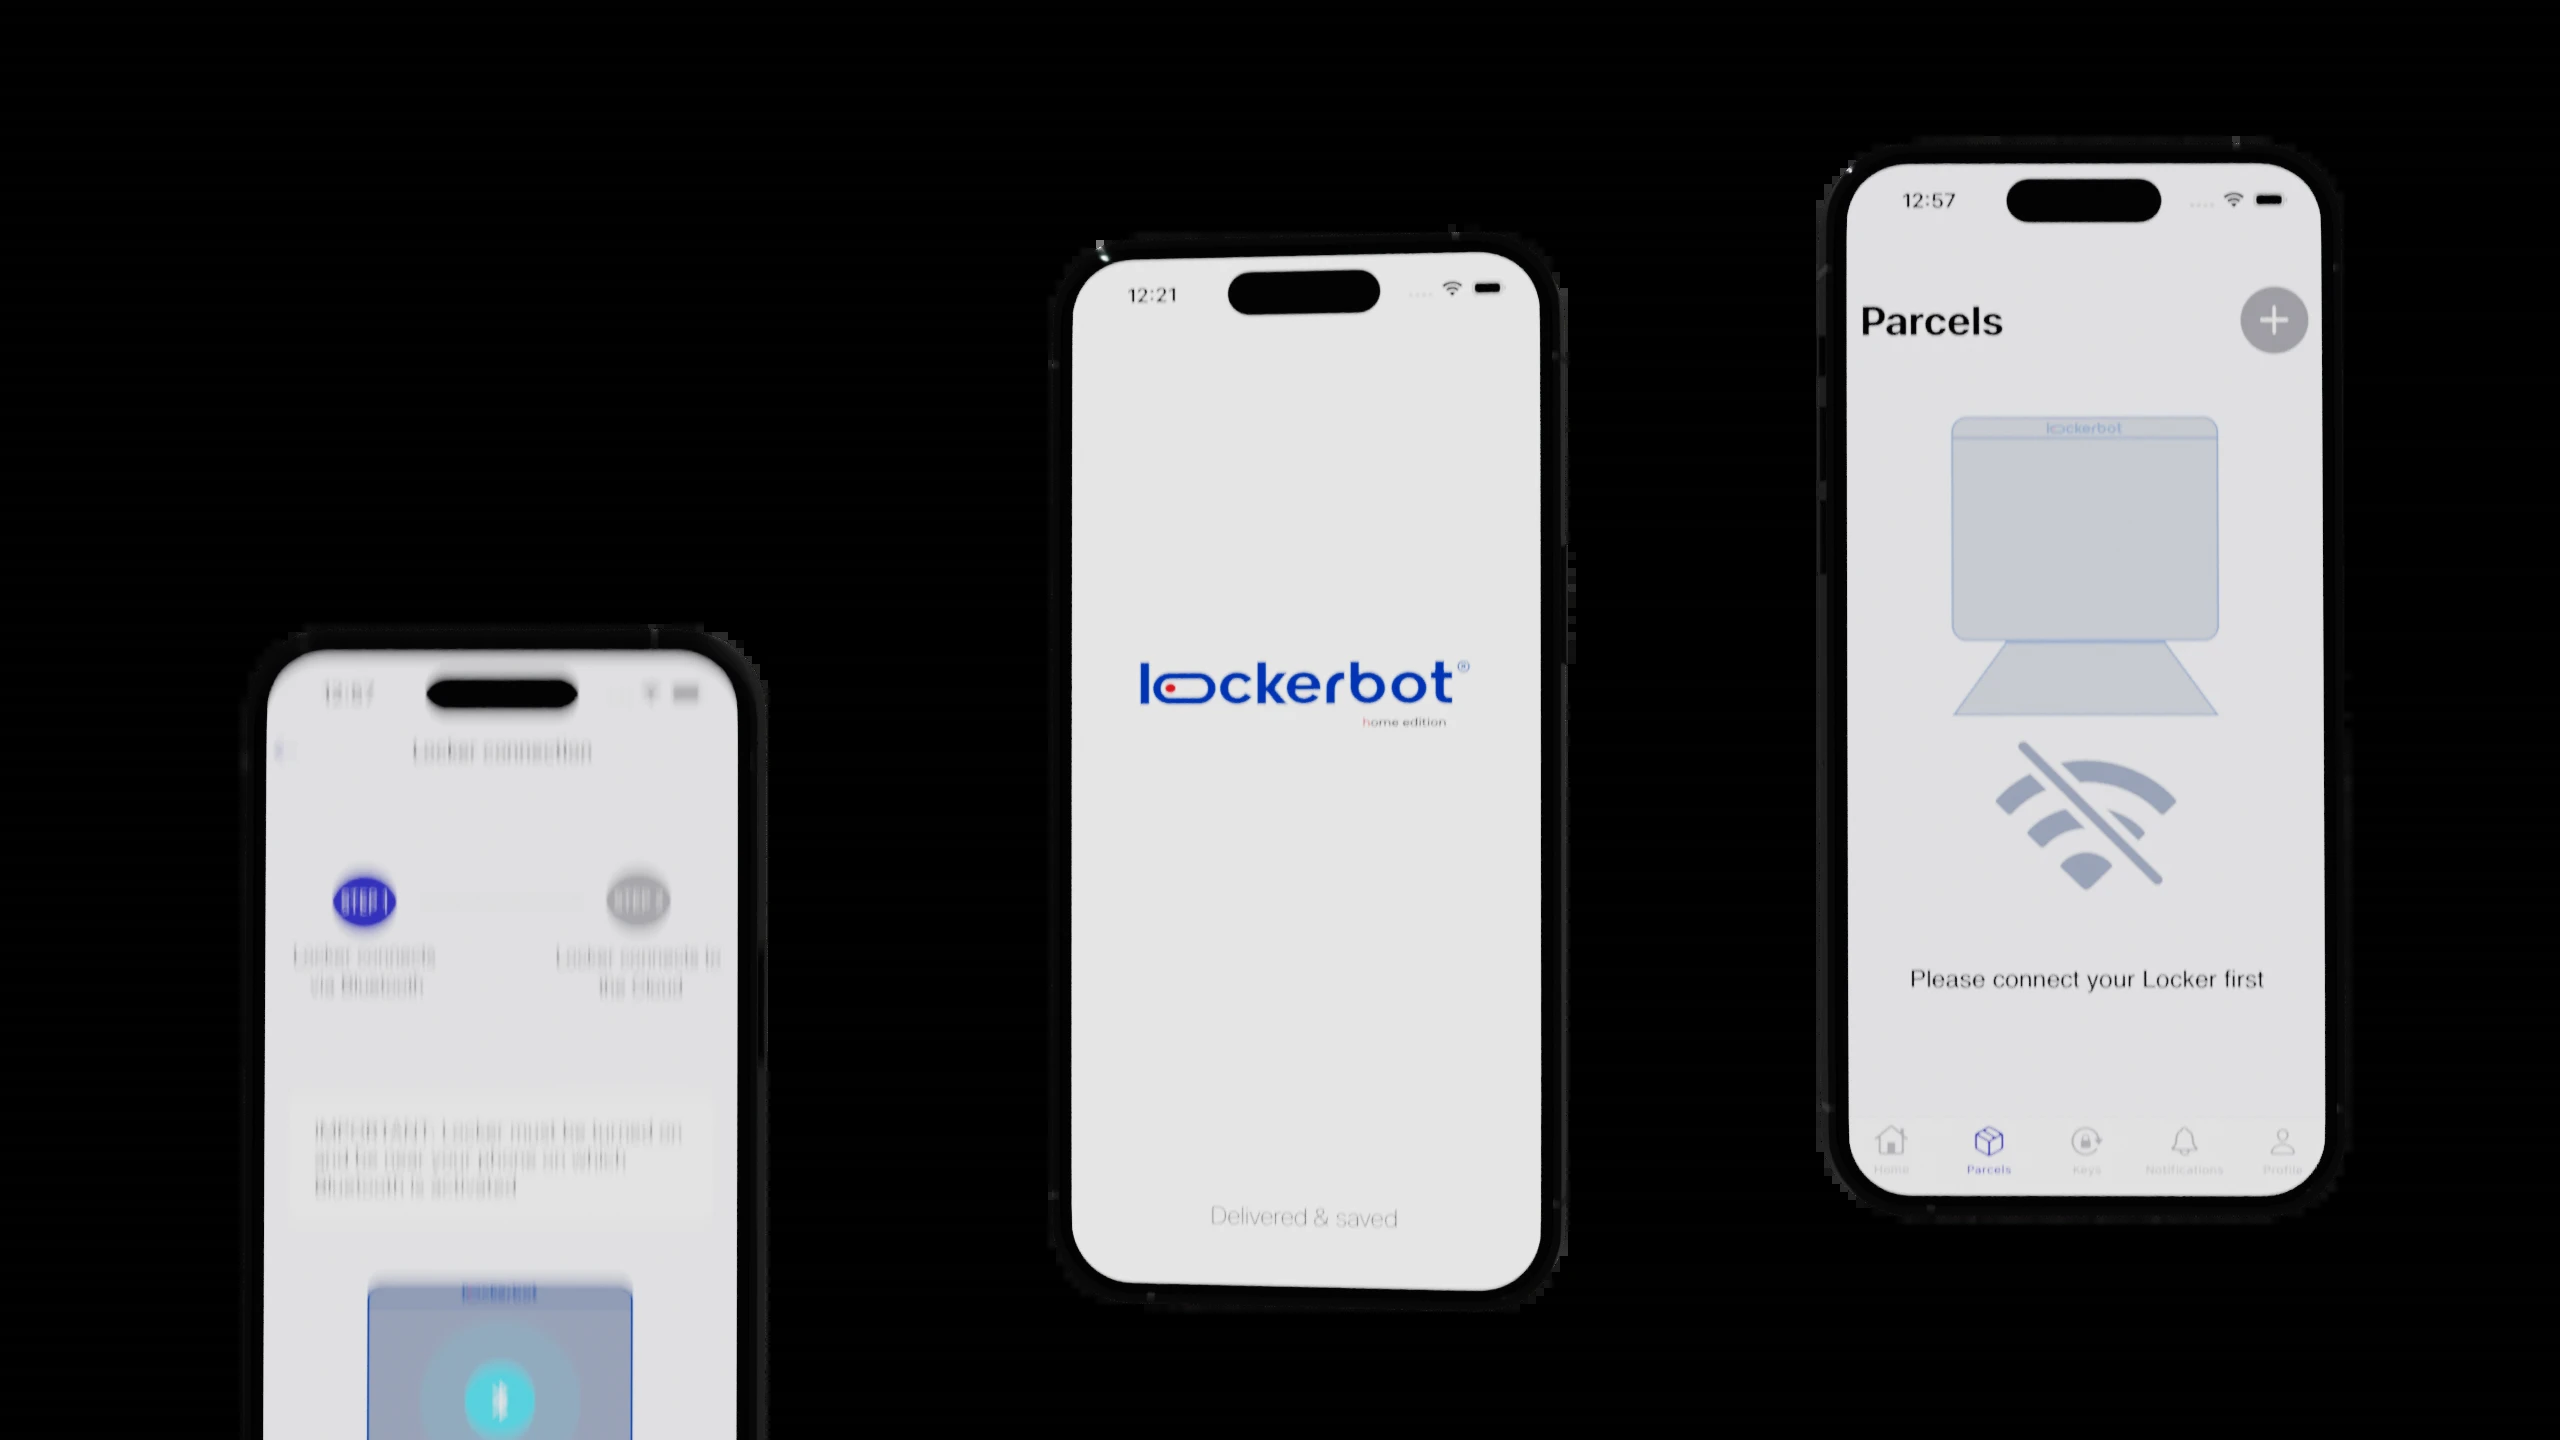 Locker connection
Locker connects
via Bluetooth
Locker connects to
the Cloud
IMPORTANT: Locker must be turned on
and be near your phone on which
Bluetooth is activated
lockerbot
12:21
lockerbot®
home edition
Delivered & saved
12:57
Parcels
lockerbot
Please connect your Locker first
Home
Parcels
Keys
Notifications
Profile